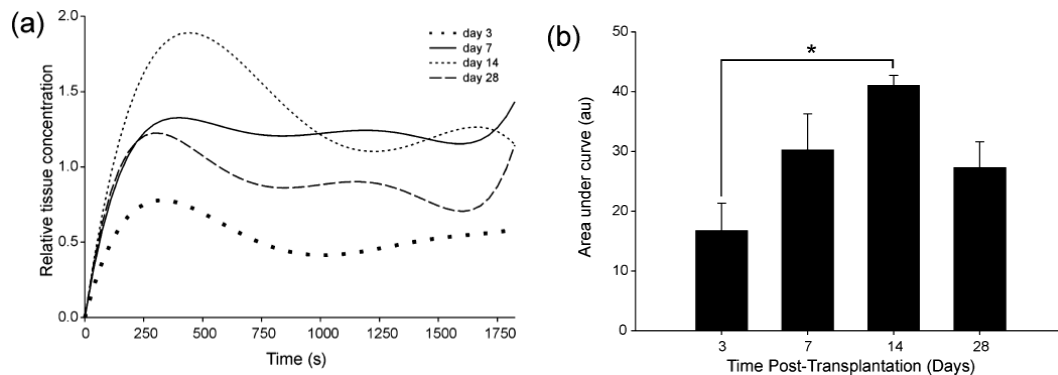 (a)
Relative tissue concentration
2.0
1.5
1.0
0.5
0.0
0
250
500
750
1000
1250
1500
1750
Time (s)
day 3
day 7
day 14
day 28
(b)
Area under curve (au)
50
40
30
20
10
0
*
3
7
14
28
Time Post-Transplantation (Days)